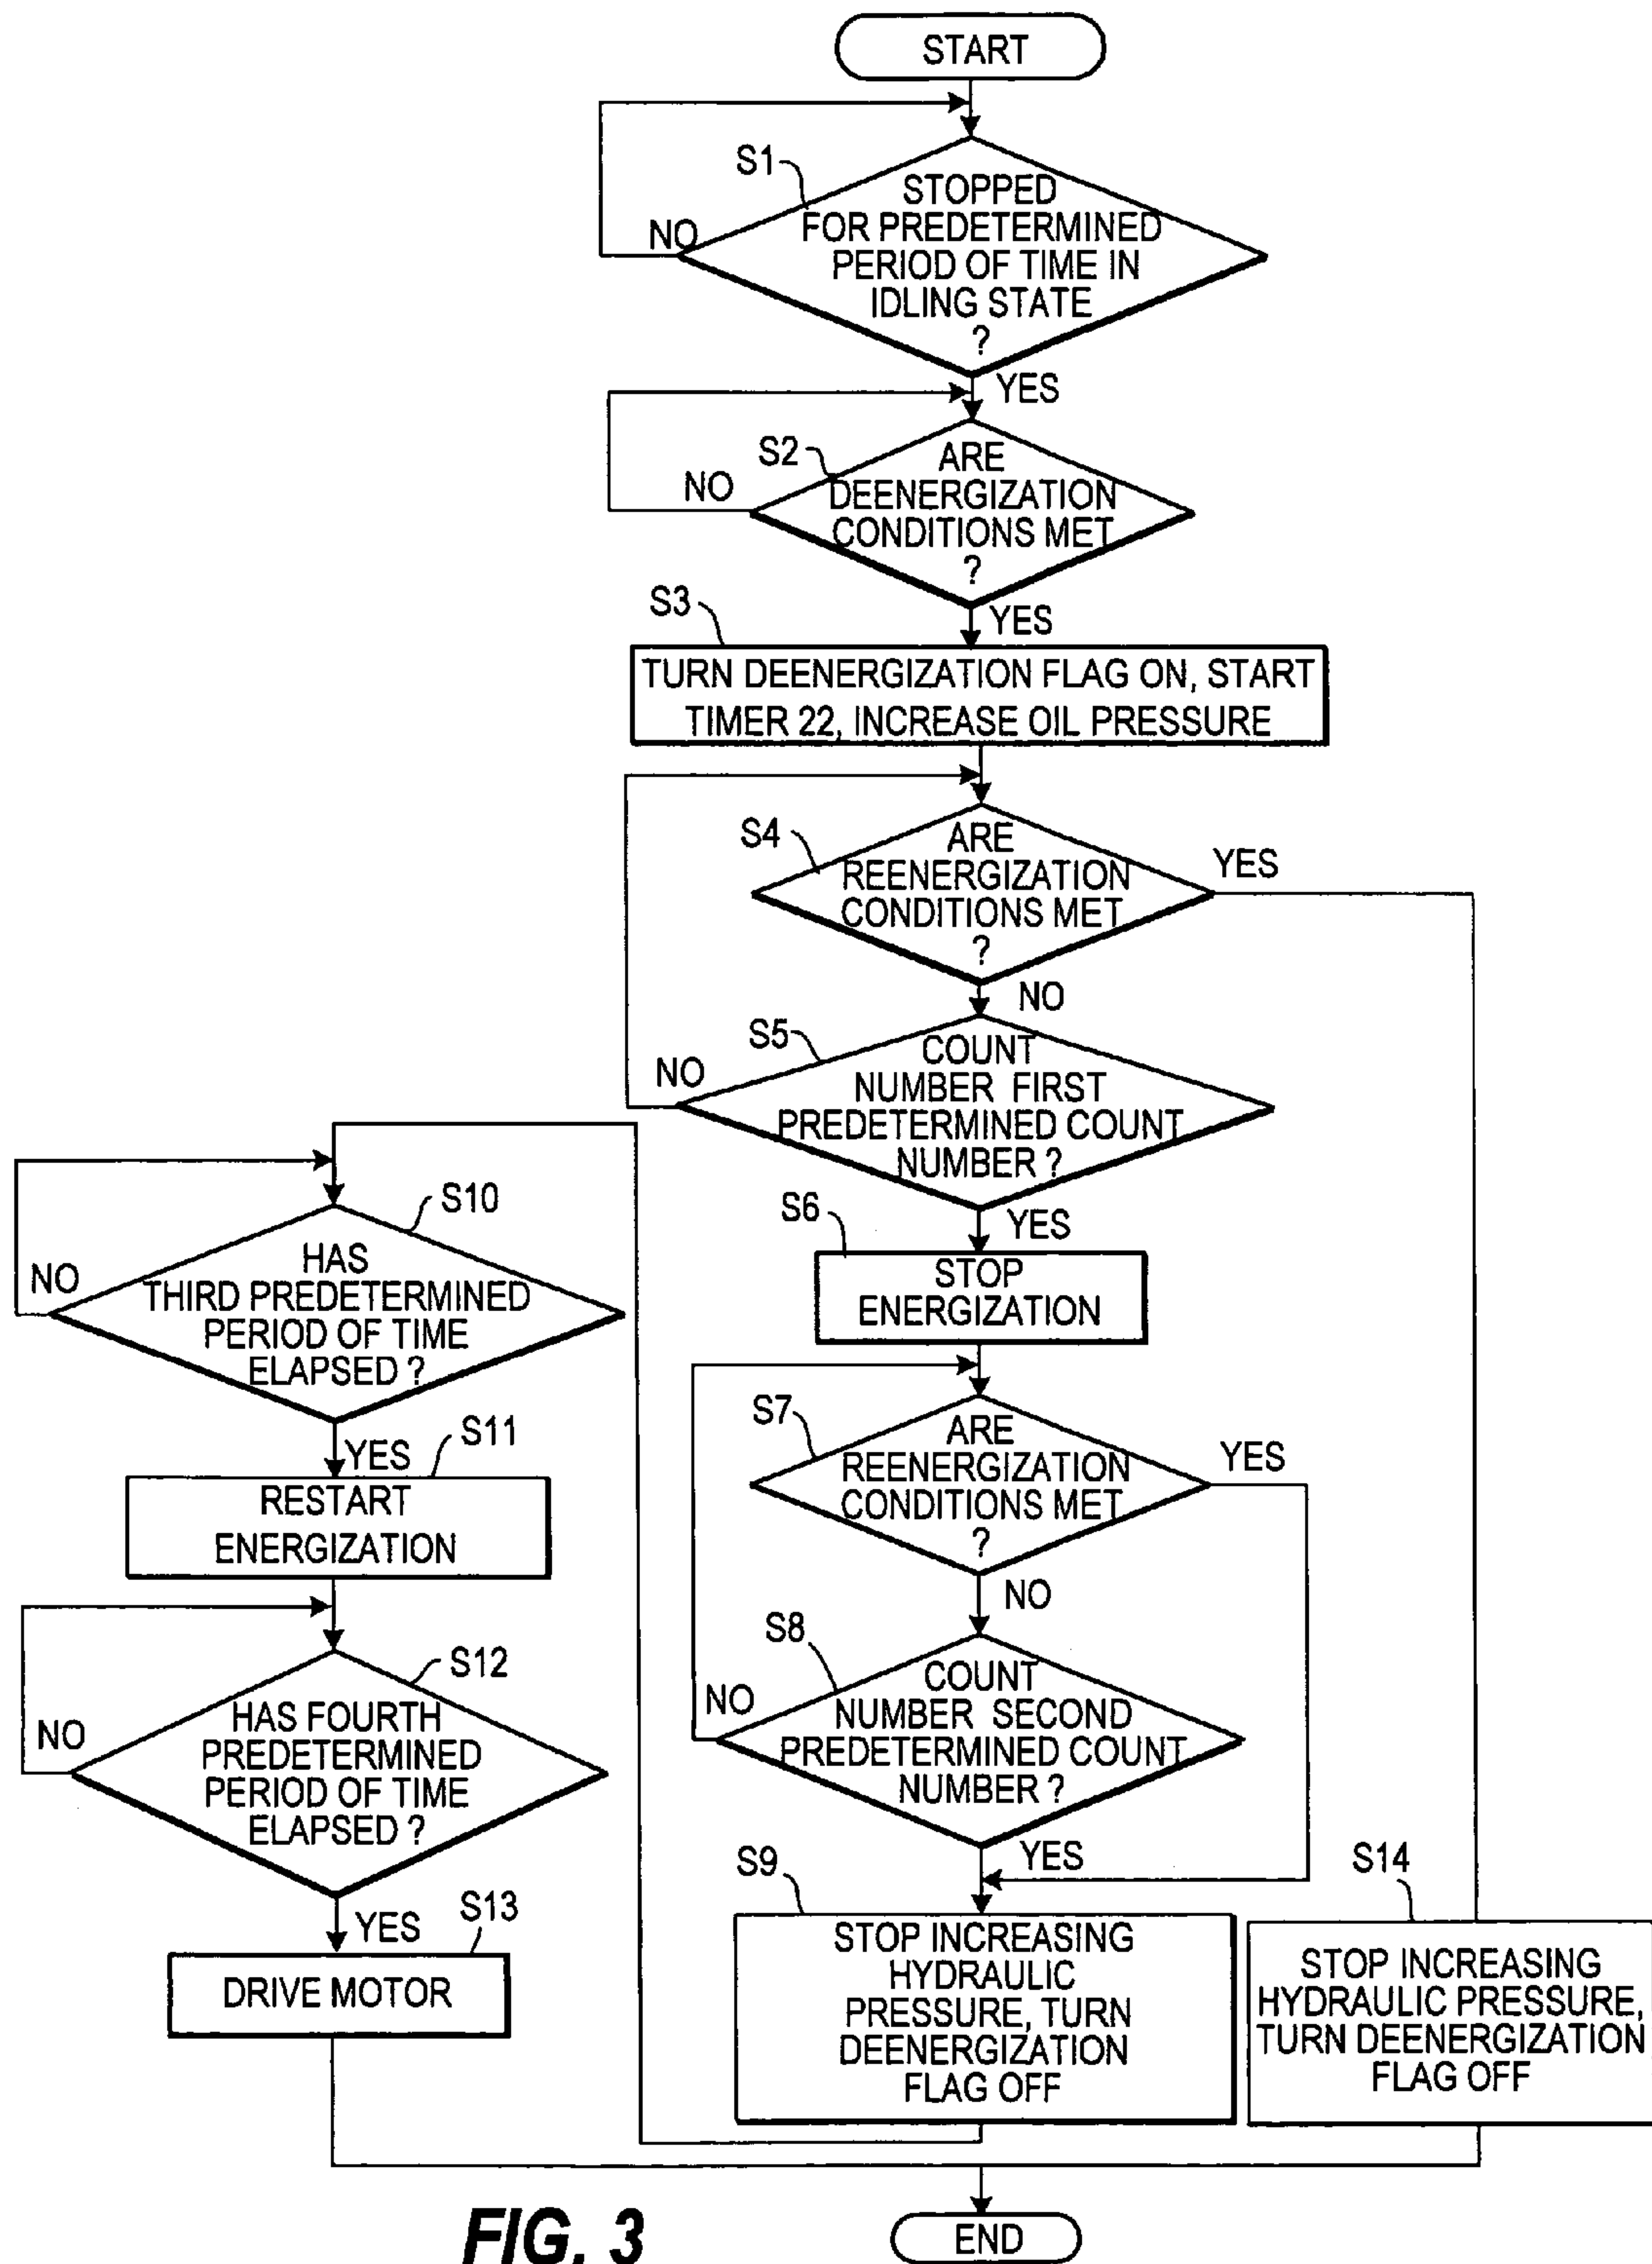 START
S1
STOPPED
FOR PREDETERMINED
PERIOD OF TIME IN
IDLING STATE
?
NO
YES
S2
ARE
DEENERGIZATION
CONDITIONS MET
?
NO
YES
S3
TURN DEENERGIZATION FLAG ON, START
TIMER 22, INCREASE OIL PRESSURE
S4
ARE
REENERGIZATION
CONDITIONS MET
?
YES
NO
S5
COUNT
NUMBER FIRST
PREDETERMINED COUNT
NUMBER ?
NO
YES
S6
STOP
ENERGIZATION
S7
ARE
REENERGIZATION
CONDITIONS MET
?
YES
NO
S8
COUNT
NUMBER SECOND
PREDETERMINED COUNT
NUMBER ?
NO
YES
S9
STOP INCREASING
HYDRAULIC
PRESSURE, TURN
DEENERGIZATION
FLAG OFF
S10
HAS
THIRD PREDETERMINED
PERIOD OF TIME
ELAPSED ?
NO
YES
S11
RESTART
ENERGIZATION
S12
HAS FOURTH
PREDETERMINED
PERIOD OF TIME
ELAPSED ?
NO
YES
S13
DRIVE MOTOR
S14
STOP INCREASING
HYDRAULIC PRESSURE,
TURN DEENERGIZATION
FLAG OFF
END
FIG. 3